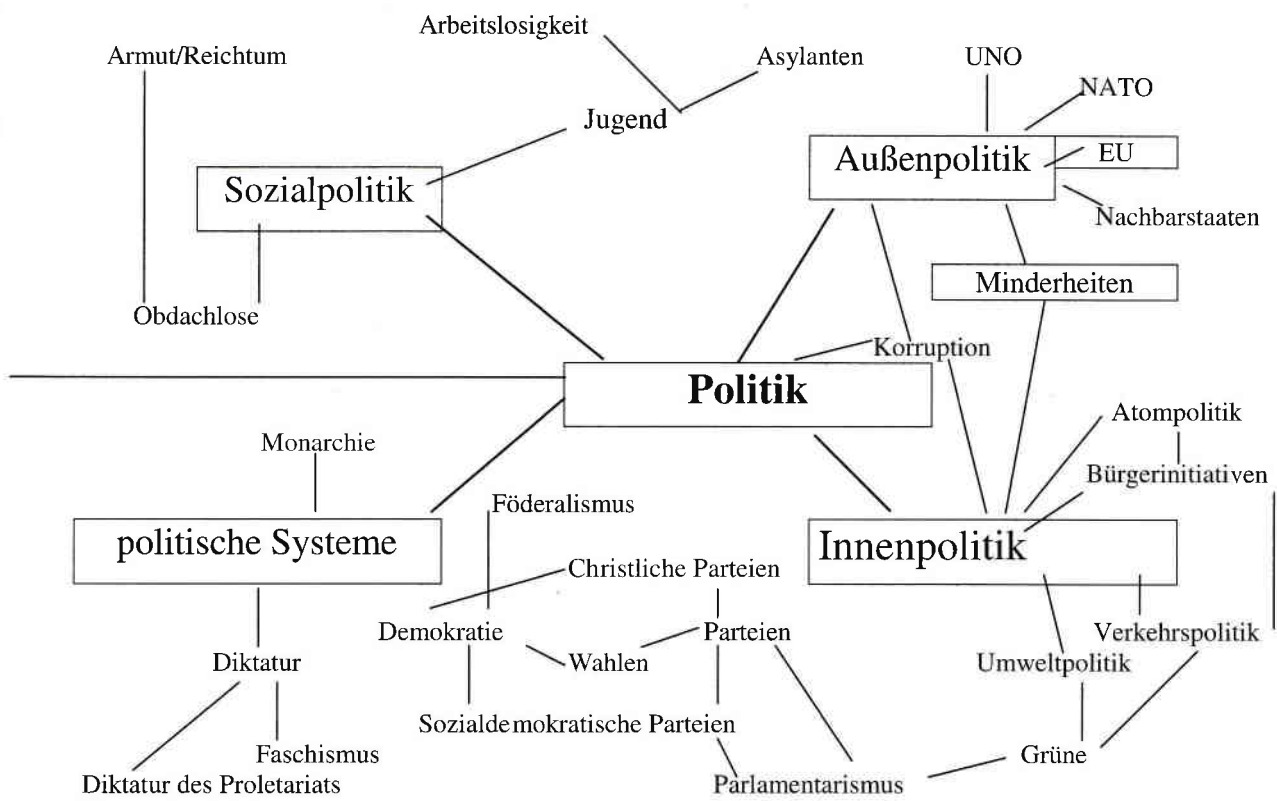 Arbeitslosigkeit
Armut/Reichtum
Asylanten
UNO
NATO
Jugend
Außenpolitik
EU
Sozialpolitik
Nachbarstaaten
Minderheiten
Obdachlose
Korruption
Politik
Atompolitik
Monarchie
Bürgerinitiativen
Föderalismus
politische Systeme
Innenpolitik
Christliche Parteien
Demokratie
Parteien
Verkehrspolitik
Diktatur
Wahlen
Umweltpolitik
Sozialdemokratische Parteien
Faschismus
Grüne
Diktatur des Proletariats
Parlamentarismus